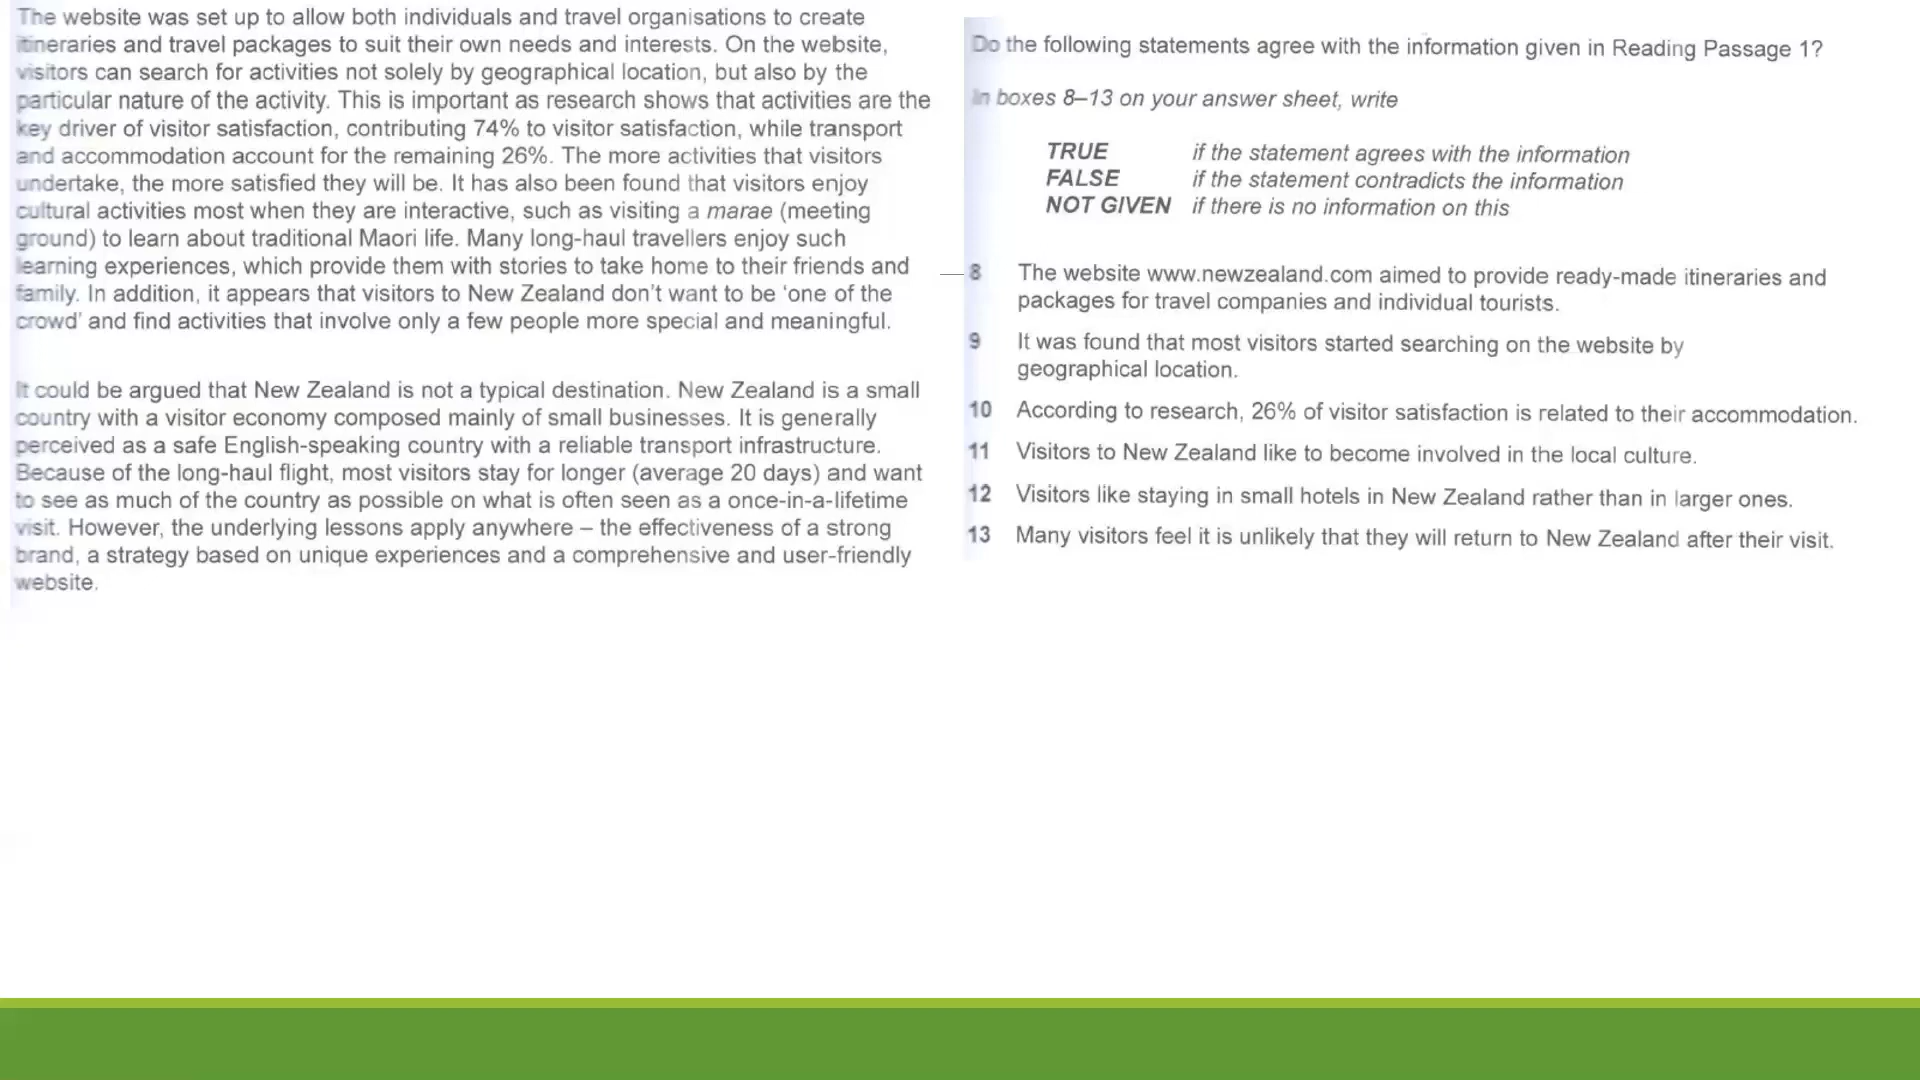 The website was set up to allow both individuals and travel organisations to create
itineraries and travel packages to suit their own needs and interests. On the website,
visitors can search for activities not solely by geographical location, but also by the
particular nature of the activity. This is important as research shows that activities are the
key driver of visitor satisfaction, contributing 74% to visitor satisfaction, while transport
and accommodation account for the remaining 26%. The more activities that visitors
undertake, the more satisfied they will be. It has also been found that visitors enjoy
cultural activities most when they are interactive, such as visiting a marae (meeting
ground) to learn about traditional Maori life. Many long-haul travellers enjoy such
learning experiences, which provide them with stories to take home to their friends and
family. In addition, it appears that visitors to New Zealand don't want to be 'one of the
crowd' and find activities that involve only a few people more special and meaningful.
It could be argued that New Zealand is not a typical destination. New Zealand is a small
country with a visitor economy composed mainly of small businesses. It is generally
perceived as a safe English-speaking country with a reliable transport infrastructure.
Because of the long-haul flight, most visitors stay for longer (average 20 days) and want
to see as much of the country as possible on what is often seen as a once-in-a-lifetime
visit. However, the underlying lessons apply anywhere – the effectiveness of a strong
brand, a strategy based on unique experiences and a comprehensive and user-friendly
website.
Do the following statements agree with the information given in Reading Passage 1?
In boxes 8–13 on your answer sheet, write
TRUE if the statement agrees with the information
FALSE if the statement contradicts the information
NOT GIVEN if there is no information on this
8 The website www.newzealand.com aimed to provide ready-made itineraries and
packages for travel companies and individual tourists.
9 It was found that most visitors started searching on the website by
geographical location.
10 According to research, 26% of visitor satisfaction is related to their accommodation.
11 Visitors to New Zealand like to become involved in the local culture.
12 Visitors like staying in small hotels in New Zealand rather than in larger ones.
13 Many visitors feel it is unlikely that they will return to New Zealand after their visit.